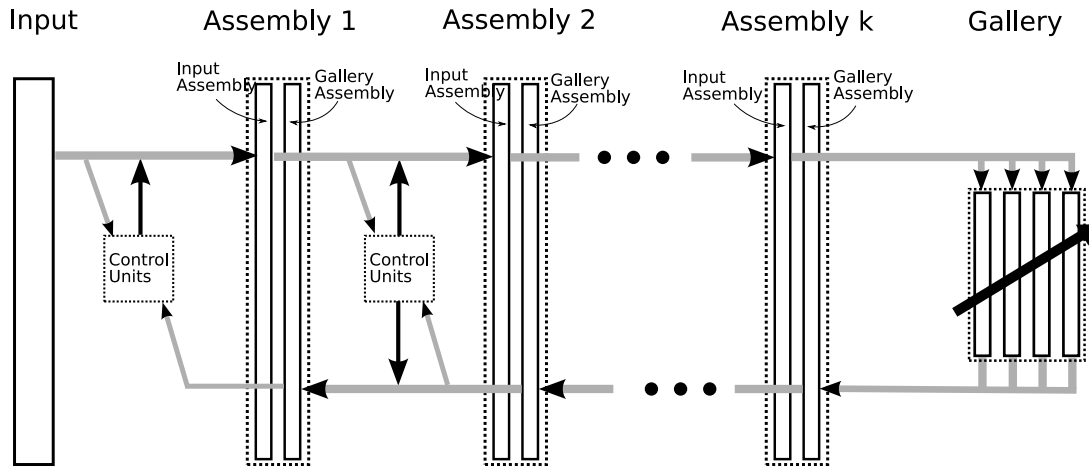 Input
Assembly 1
Assembly 2
Assembly k
Gallery
Input
Assembly
Gallery
Assembly
Input
Assembly
Gallery
Assembly
Input
Assembly
Gallery
Assembly
Control
Units
Control
Units